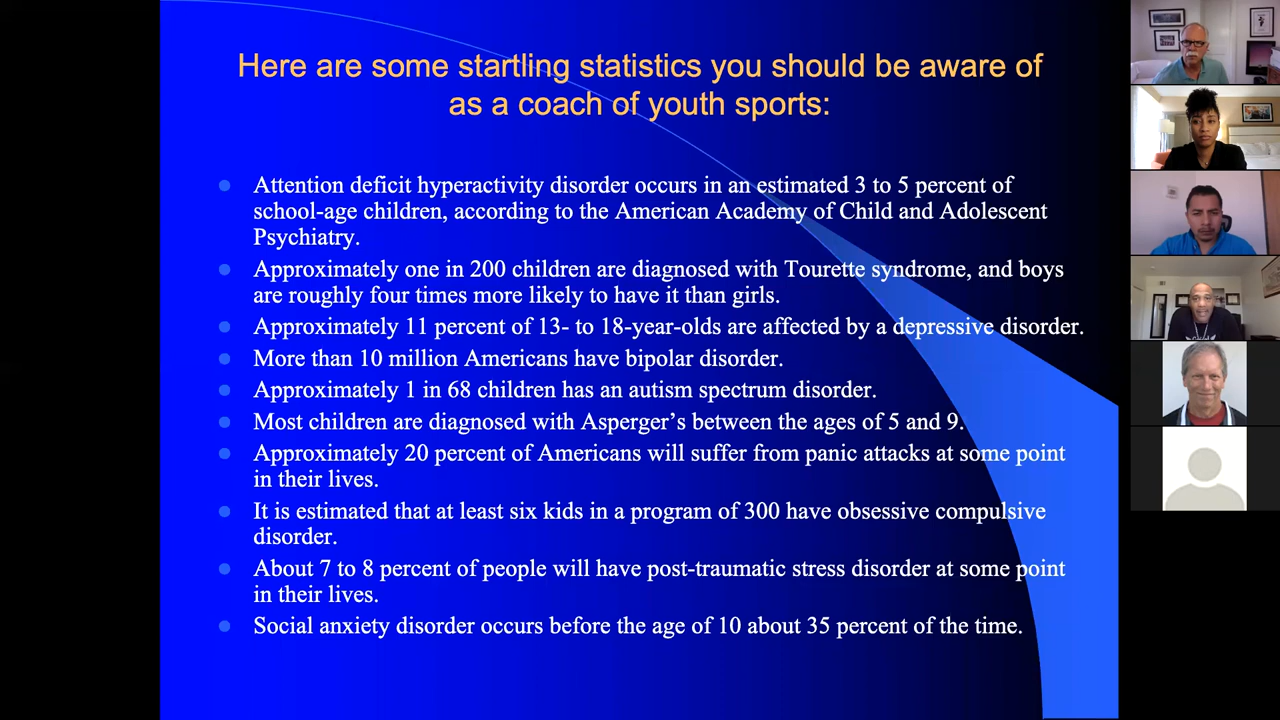 Here are some startling statistics you should be aware of
as a coach of youth sports:
Attention deficit hyperactivity disorder occurs in an estimated 3 to 5 percent of
school-age children, according to the American Academy of Child and Adolescent
Psychiatry.
Approximately one in 200 children are diagnosed with Tourette syndrome, and boys
are roughly four times more likely to have it than girls.
Approximately 11 percent of 13- to 18-year-olds are affected by a depressive disorder.
More than 10 million Americans have bipolar disorder.
Approximately 1 in 68 children has an autism spectrum disorder.
Most children are diagnosed with Asperger’s between the ages of 5 and 9.
Approximately 20 percent of Americans will suffer from panic attacks at some point
in their lives.
It is estimated that at least six kids in a program of 300 have obsessive compulsive
disorder.
About 7 to 8 percent of people will have post-traumatic stress disorder at some point
in their lives.
Social anxiety disorder occurs before the age of 10 about 35 percent of the time.